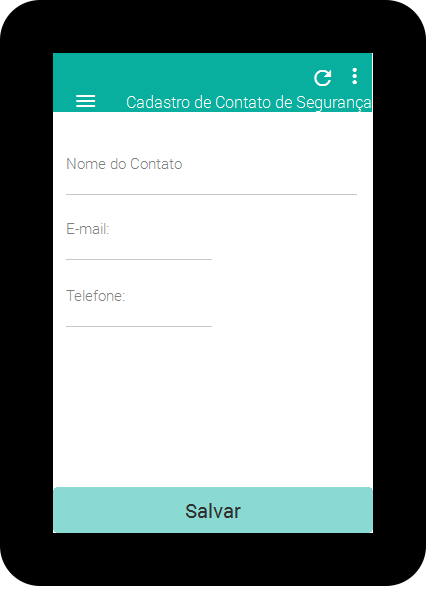 Cadastro de Contato de Segurança
Nome do Contato
E-mail:
Telefone:
Salvar